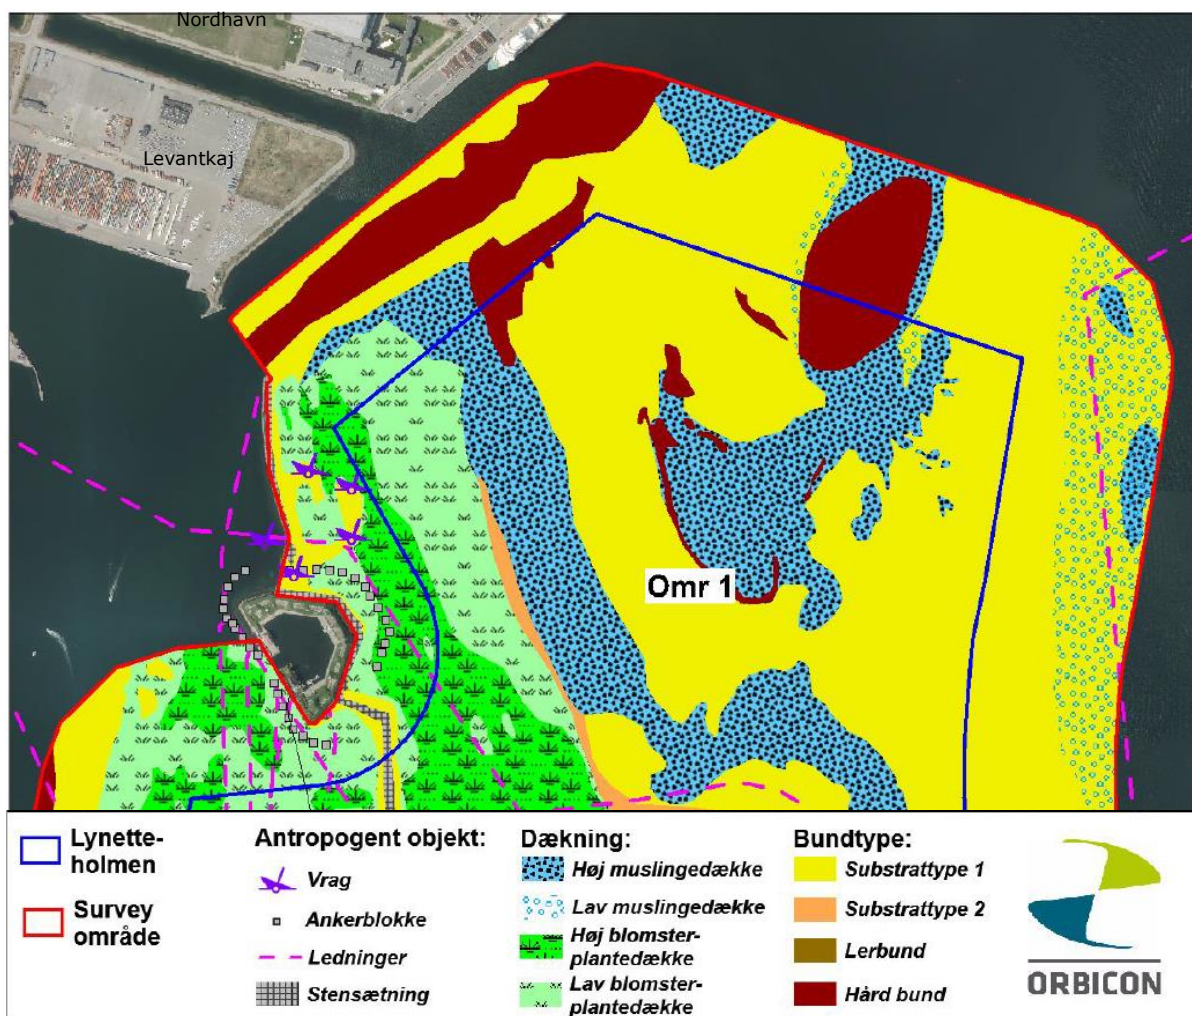 Nordhavn
Levantkaj
Omr 1
Lynette-
holmen
Survey
område
Antropogent objekt:
Vrag
Ankerblokke
Ledninger
Stensætning
Dækning:
Høj muslingedække
Lav muslingedække
Høj blomster-
plantedække
Lav blomster-
plantedække
Bundtype:
Substrattype 1
Substrattype 2
Lerbund
Hård bund
ORBICON